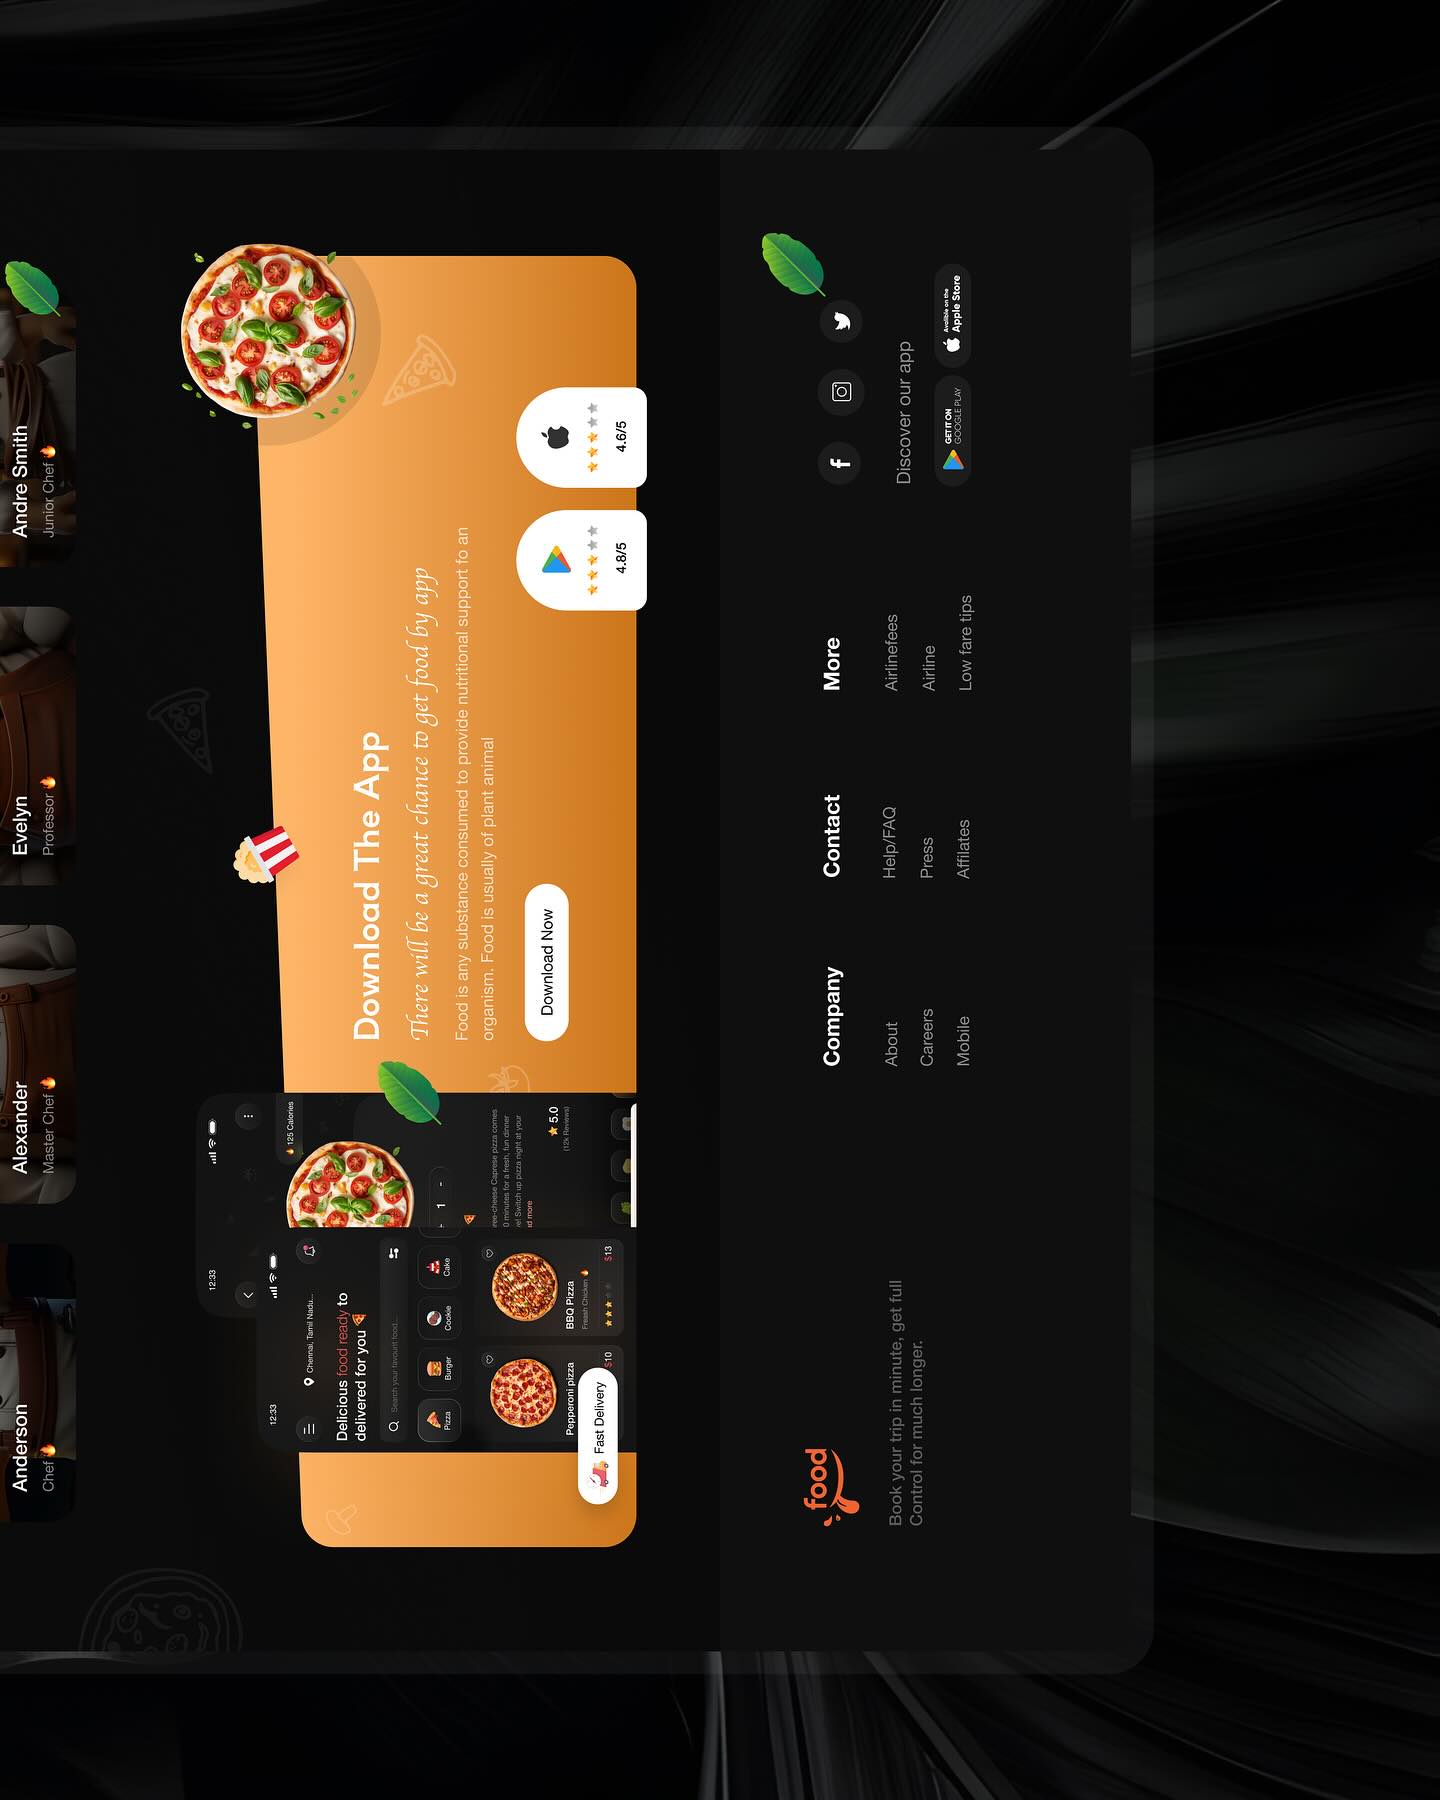 Anderson
Chef
Alexander
Master Chef
Evelyn
Professor
Andre Smith
Junior Chef
12:33
125 Calories
1 -
ree-cheese Caprese pizza comes
0 minutes for a fresh, fun dinner
ve! Switch up pizza night at your
ad more
5.0
(12k Reviews)
12:33
Chennai, Tamil Nadu...
Delicious food ready to
delivered for you
Search your favourit food...
Pizza
Burger
Cookie
Cake
Pepperoni pizza
$10
BBQ Pizza
Freash Chicken
$13
Fast Delivery
Download The App
There will be a great chance to get food by app
Food is any substance consumed to provide nutritional support fo an
organism. Food is usually of plant animal
Download Now
4.8/5
4.6/5
food
Book your trip in minute, get full
Control for much longer.
Company
About
Careers
Mobile
Contact
Help/FAQ
Press
Affilates
More
Airlinefees
Airline
Low fare tips
Discover our app
GET IT ON
GOOGLE PLAY
Avalible on the
Apple Store